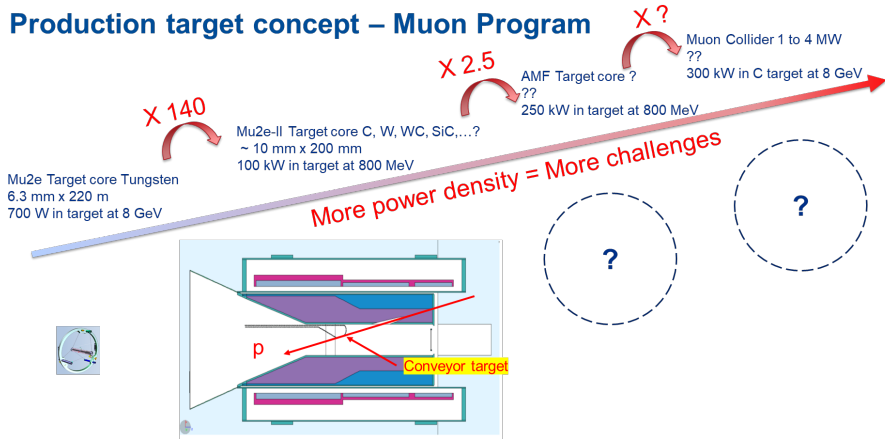 Production target concept – Muon Program
X ?
Muon Collider 1 to 4 MW
??
300 kW in C target at 8 GeV
X 2.5
AMF Target core ?
??
250 kW in target at 800 MeV
X 140
Mu2e-II Target core C, W, WC, SiC,...?
~ 10 mm x 200 mm
100 kW in target at 800 MeV
Mu2e Target core Tungsten
6.3 mm x 220 m
700 W in target at 8 GeV
More power density = More challenges
?
?
p
Conveyor target